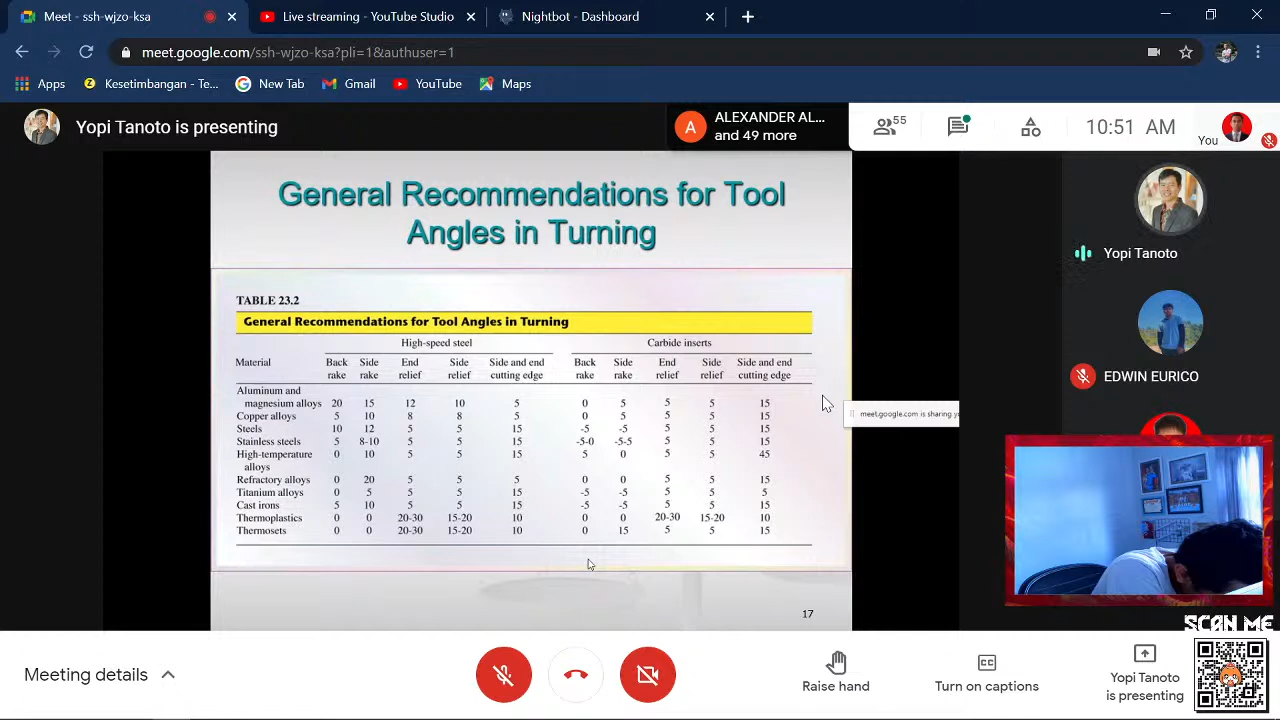 Meet - ssh-wjzo-ksa
Live streaming - YouTube Studio
Nightbot - Dashboard
meet.google.com/ssh-wjzo-ksa?pli=1&authuser=1
Apps
Kesetimbangan - Te...
New Tab
Gmail
YouTube
Maps
Yopi Tanoto is presenting
A
ALEXANDER AL...
and 49 more
55
10:51 AM
You
General Recommendations for Tool
Angles in Turning
TABLE 23.2
General Recommendations for Tool Angles in Turning
High-speed steel Carbide inserts
Material Back Side End Side Side and end Back Side End Side Side and end
rake rake relief relief cutting edge rake rake relief relief cutting edge
Aluminum and
magnesium alloys 20 15 12 10 5 0 5 5 5 15
Copper alloys 5 10 8 8 5 0 5 5 5 15
Steels 10 12 5 5 15 -5 -5 5 5 15
Stainless steels 5 8-10 5 5 15 -5-0 -5-5 5 5 15
High-temperature 0 10 5 5 15 5 0 5 5 45
alloys
Refractory alloys 0 20 5 5 5 0 0 5 5 15
Titanium alloys 0 5 5 5 15 -5 -5 5 5 5
Cast irons 5 10 5 5 15 -5 -5 5 5 15
Thermoplastics 0 0 20-30 15-20 10 0 0 20-30 15-20 10
Thermosets 0 0 20-30 15-20 10 0 15 5 5 15
17
meet.google.com is sharing
Yopi Tanoto
EDWIN EURICO
SCAN ME
Meeting details
Raise hand
CC
Turn on captions
Yopi Tanoto
is presenting